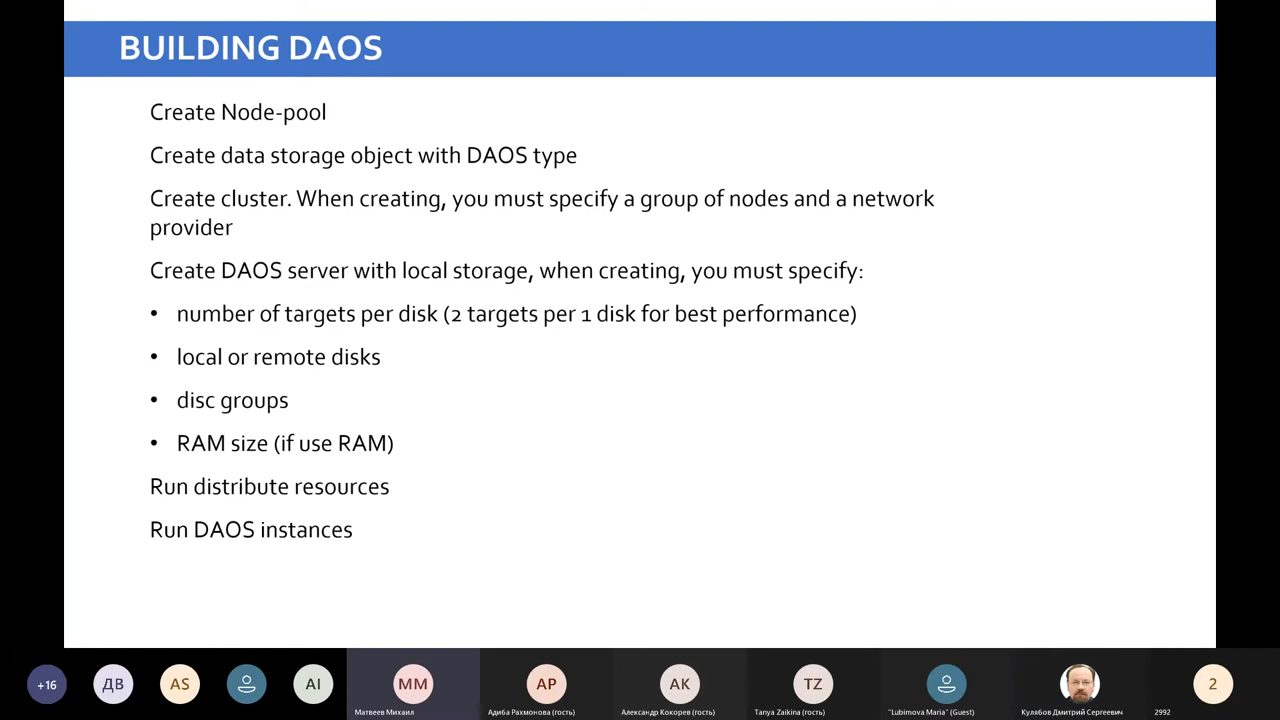 BUILDING DAOS
Create Node-pool
Create data storage object with DAOS type
Create cluster. When creating, you must specify a group of nodes and a network
provider
Create DAOS server with local storage, when creating, you must specify:
• number of targets per disk (2 targets per 1 disk for best performance)
• local or remote disks
• disc groups
• RAM size (if use RAM)
Run distribute resources
Run DAOS instances
+16
ДВ
AS
AI
MM
АР
АК
TZ
2
Матвеев Михаил
Адиба Рахмонова (гость)
Александр Кокорев (гость)
Tanya Zaikina (гость)
"Lubimova Maria" (Guest)
Кулябов Дмитрий Сергеевич
2992